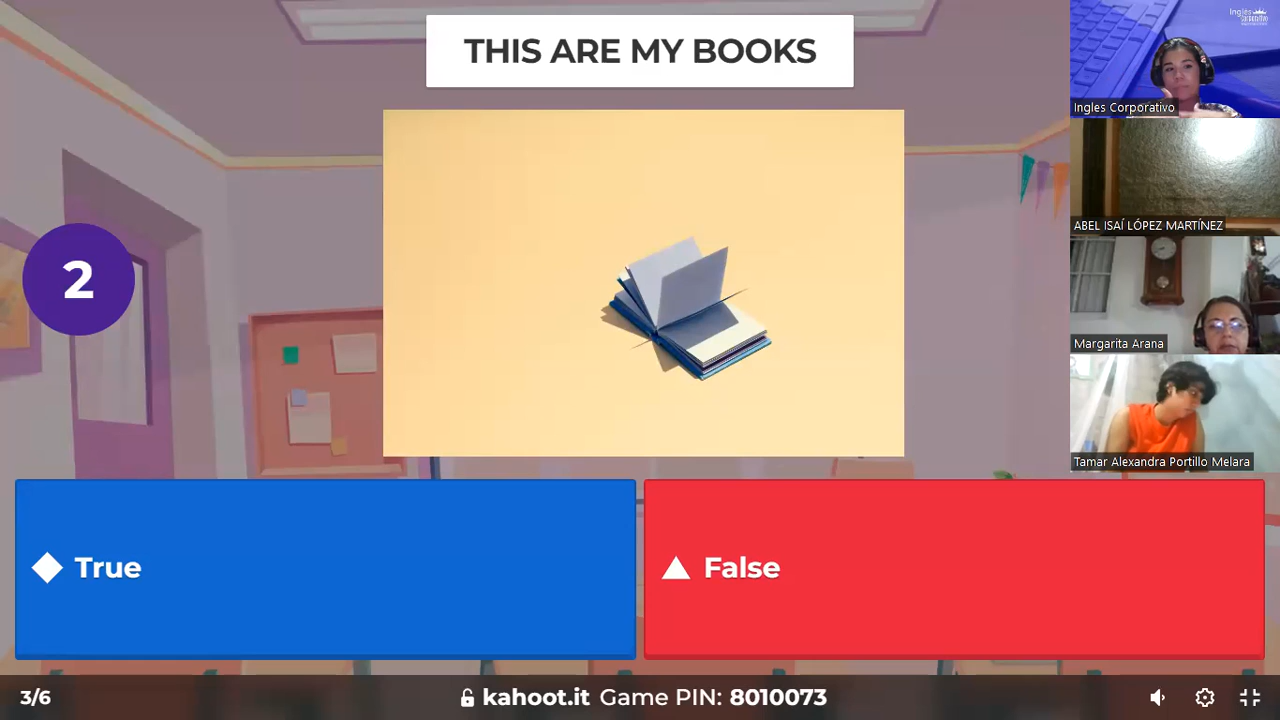 THIS ARE MY BOOKS
Inglés
Ingles Corporativo
ABEL ISAÍ LÓPEZ MARTÍNEZ
2
Margarita Arana
Tamar Alexandra Portillo Melara
True
False
3/6
kahoot.it Game PIN: 8010073